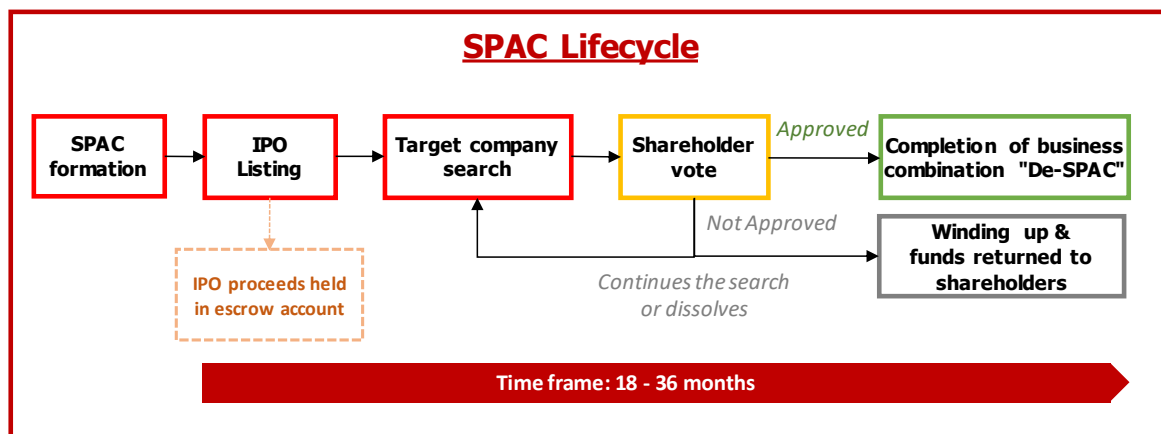 SPAC Lifecycle
SPAC
formation
IPO
Listing
Target company
search
Shareholder
vote
Approved
Completion of business
combination "De-SPAC"
Not Approved
Winding up &
funds returned to
shareholders
Continues the search
or dissolves
IPO proceeds held
in escrow account
Time frame: 18 - 36 months